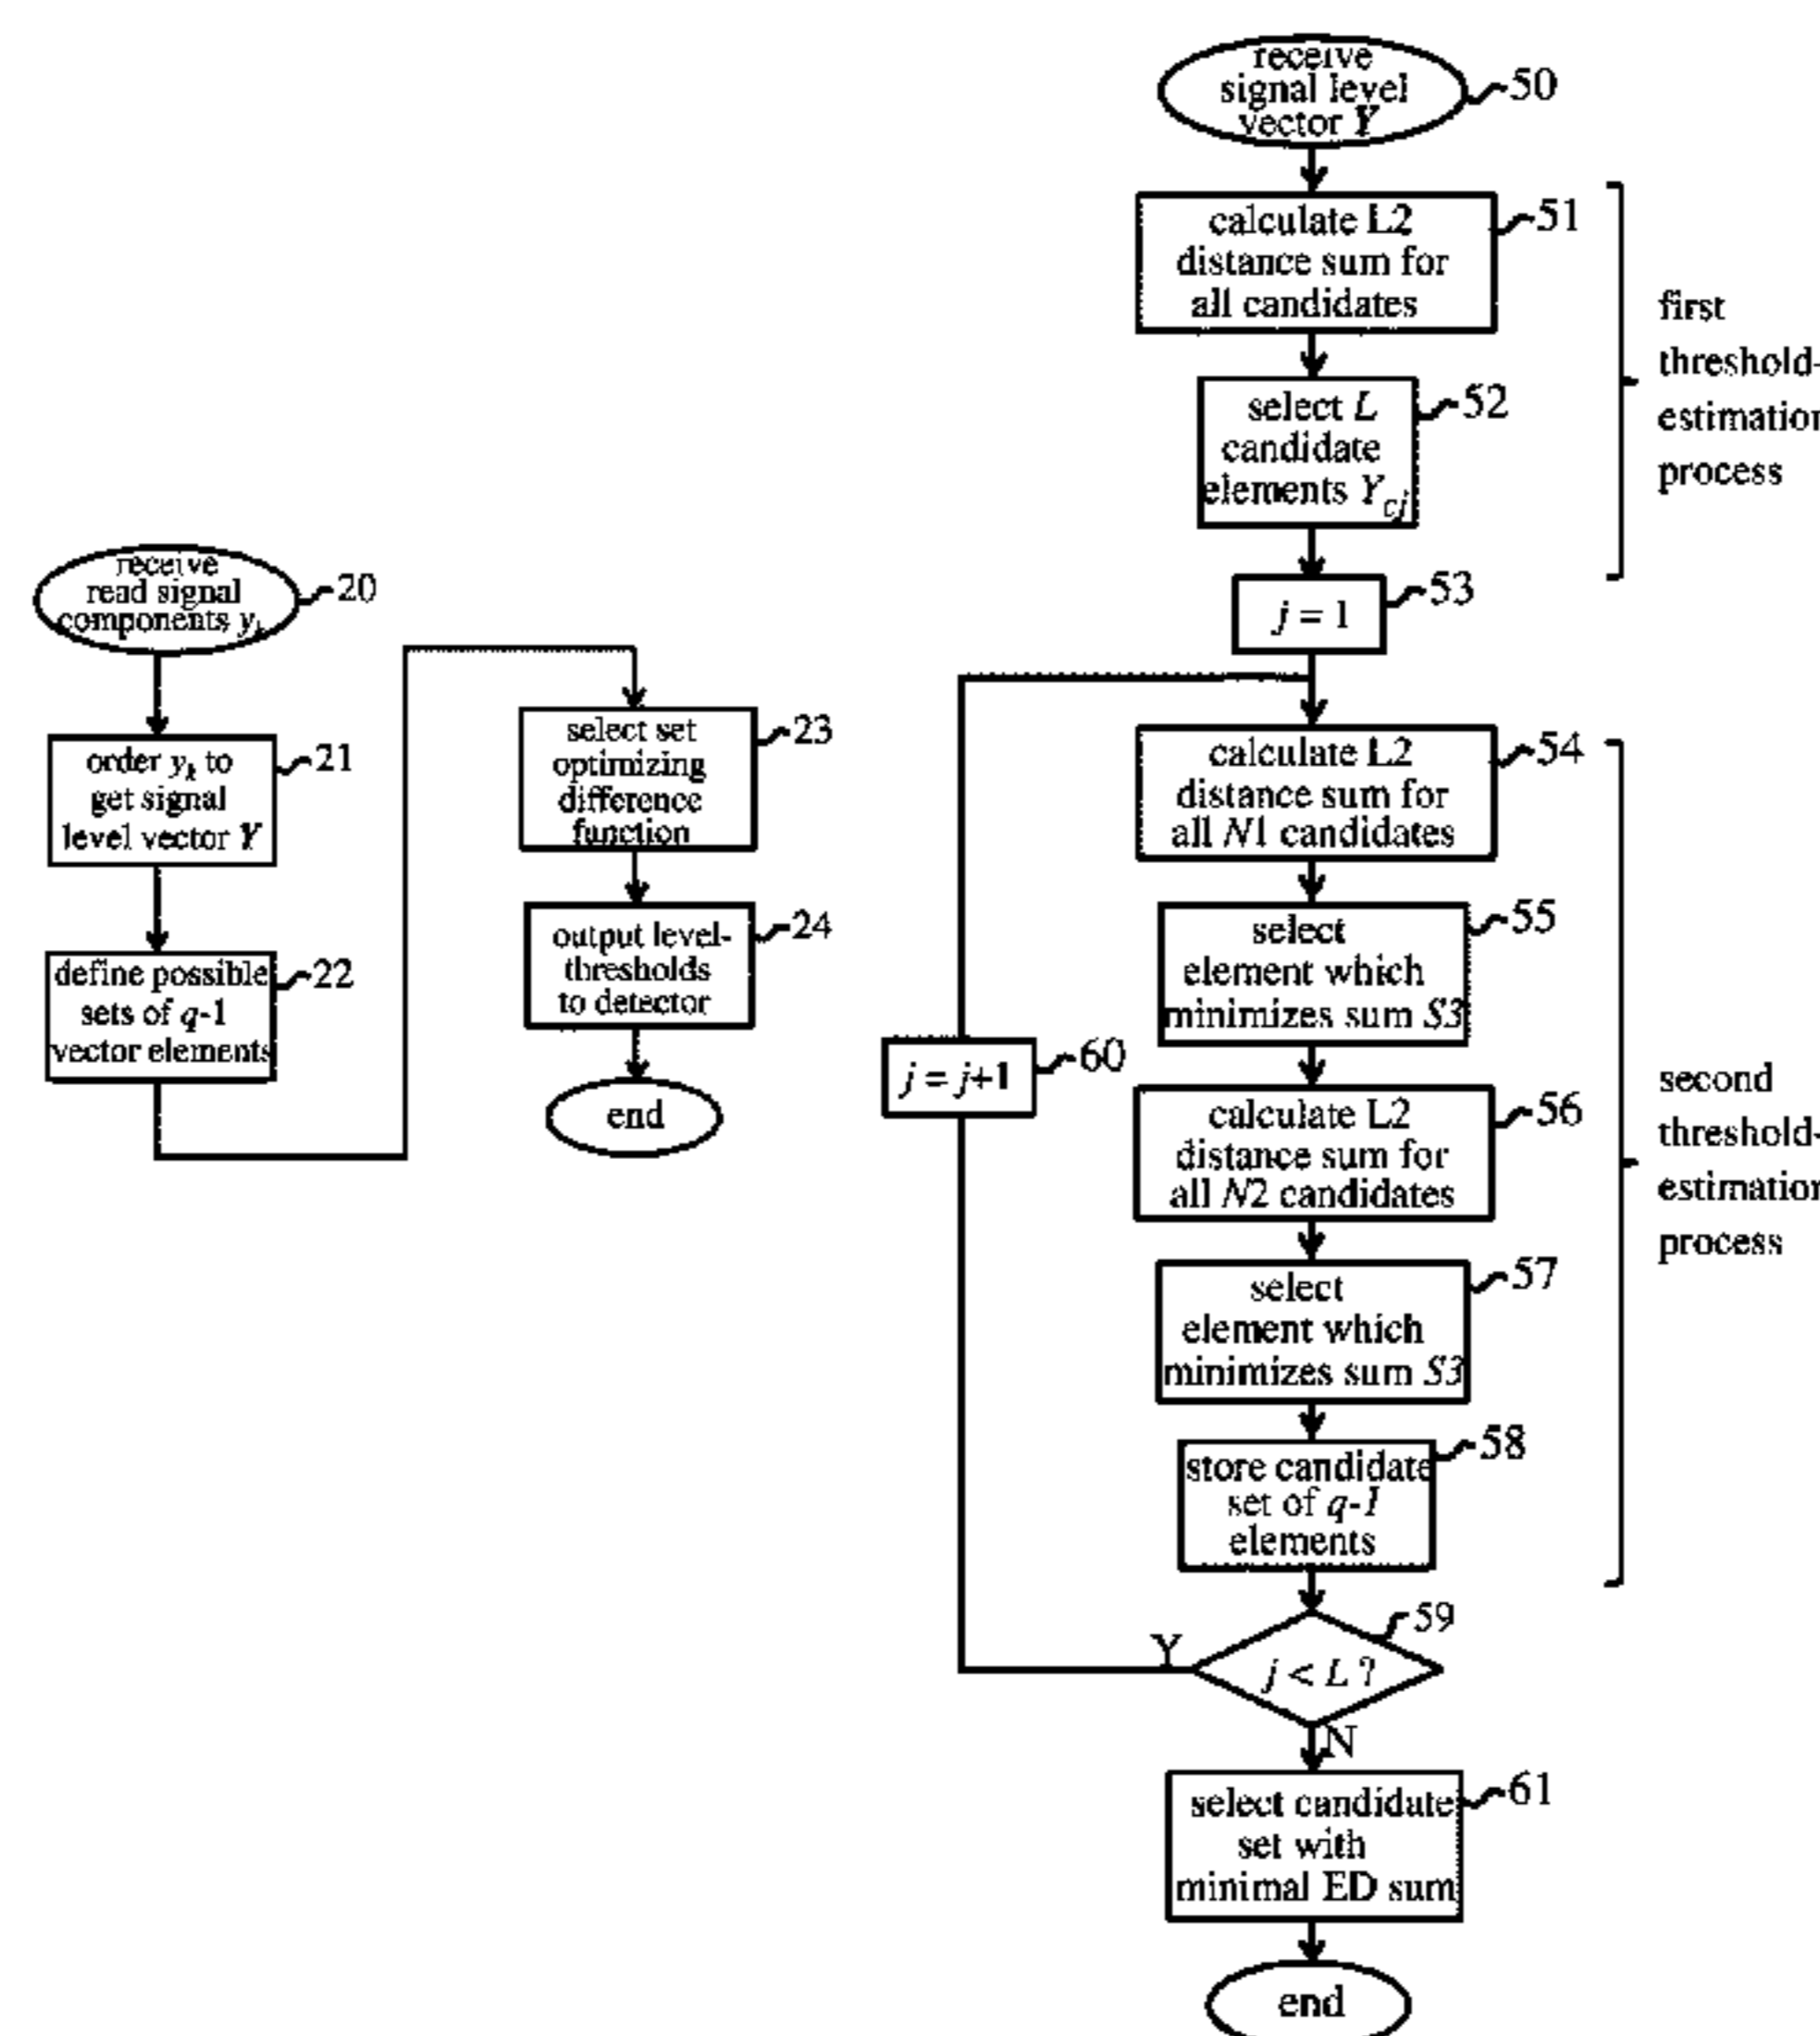 receive
read signal
components yk
20
order yk to
get signal
level vector Y
21
define possible
sets of q-1
vector elements
22
select set
optimizing
difference
function
23
output level-
thresholds
to detector
24
end
receive
signal level
vector Y
50
calculate L2
distance sum for
all candidates
51
select L
candidate
elements Ycj
52
first
threshold-
estimation
process
j = 1
53
calculate L2
distance sum for
all N1 candidates
54
select
element which
minimizes sum S3
55
j = j+1
60
calculate L2
distance sum for
all N2 candidates
56
select
element which
minimizes sum S3
57
store candidate
set of q-1
elements
58
second
threshold-
estimation
process
j < L ?
59
Y
N
select candidate
set with
minimal ED sum
61
end